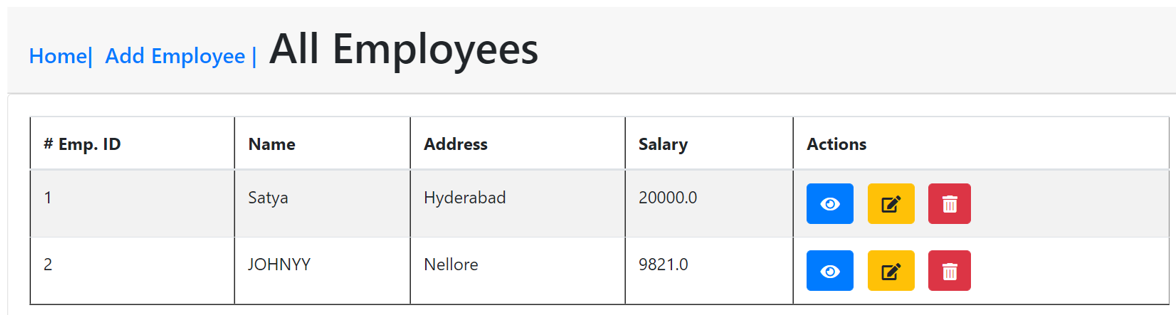 Home| Add Employee | All Employees
# Emp. ID Name Address Salary Actions
1 Satya Hyderabad 20000.0
2 JOHNYY Nellore 9821.0